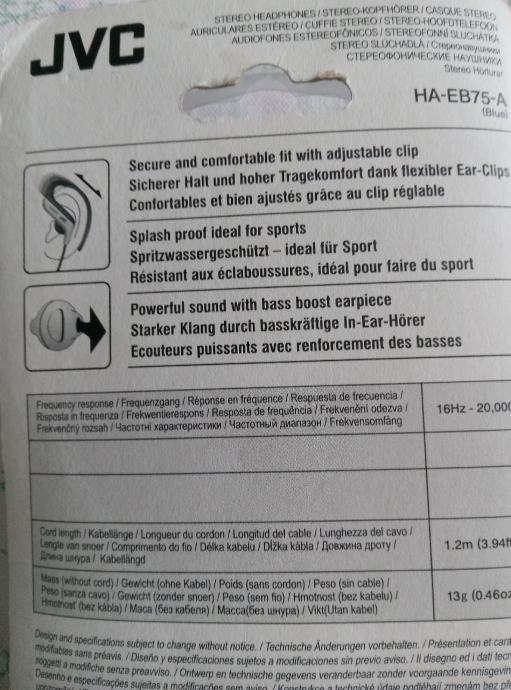 JVC
STEREO HEADPHONES / STEREO-KOPFHÖRER / CASQUE STEREO
AURICULARES ESTÉREO / CUFFIE STEREO / STEREO-HOOFDTELEFOON
AUDIOFONES ESTEREOFÔNICOS / STEREOFONNÍ SLUCHÁTKA
STEREO SLÚCHADLÁ / Стереонавушники
СТЕРЕОФОНИЧЕСКИЕ НАУШНИКИ
Stereo Hörlurar
HA-EB75-A
(Blue)
Secure and comfortable fit with adjustable clip
Sicherer Halt und hoher Tragekomfort dank flexibler Ear-Clips
Confortables et bien ajustés grâce au clip réglable
Splash proof ideal for sports
Spritzwassergeschützt – ideal für Sport
Résistant aux éclaboussures, idéal pour faire du sport
Powerful sound with bass boost earpiece
Starker Klang durch basskräftige In-Ear-Hörer
Ecouteurs puissants avec renforcement des basses
Frequency response / Frequenzgang / Réponse en fréquence / Respuesta de frecuencia /
Risposta in frequenza / Frekwentierespons / Resposta de frequência / Frekvenční odezva /
Frekvenčný rozsah / Частотні характеристики / Частотный диапазон / Frekvensomfång
16Hz - 20,000
Cord length / Kabellänge / Longueur du cordon / Longitud del cable / Lunghezza del cavo /
Lengte van snoer / Comprimento do fio / Délka kabelu / Dĺžka kábla / Довжина дроту /
Длина шнура / Kabellängd
1.2m (3.94ft
Mass (without cord) / Gewicht (ohne Kabel) / Poids (sans cordon) / Peso (sin cable) /
Peso (sanza cavo) / Gewicht (zonder snoer) / Peso (sem fio) / Hmotnost (bez kabelu) /
Hmotnosť (bez kábla) / Маса (без кабеля) / Масса(без шнура) / Vikt(Utan kabel)
13g (0.46oz
Design and specifications subject to change without notice. / Technische Änderungen vorbehalten. / Présentation et cara
modifiables sans préavis. / Diseño y especificaciones sujetos a modificaciones sin previo aviso. / Il disegno ed i dati tecn
soggetti a modifiche senza preavviso. / Ontwerp en technische gegevens veranderbaar zonder voorgaande kennisgevin
Desenho e especificações sujeitas a modificações sem aviso. / Konstrukce a technické údaje podléhají změnám bez pře